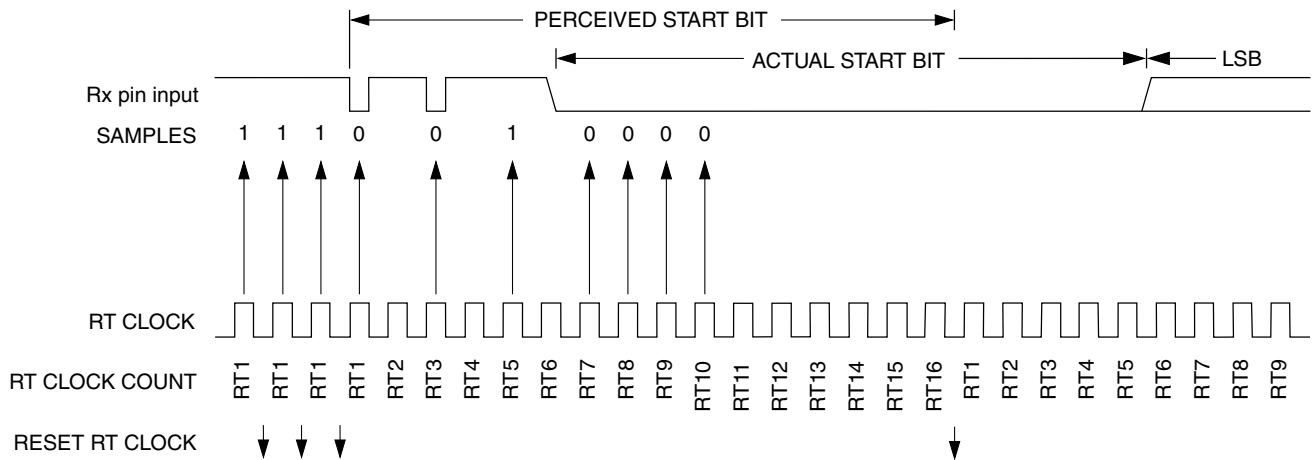 PERCEIVED START BIT
ACTUAL START BIT LSB
Rx pin input
SAMPLES 1 1 1 0 0 1 0 0 0 0
RT CLOCK
RT CLOCK COUNT RT1 RT1 RT1 RT1 RT2 RT3 RT4 RT5 RT6 RT7 RT8 RT9 RT10 RT11 RT12 RT13 RT14 RT15 RT16 RT1 RT2 RT3 RT4 RT5 RT6 RT7 RT8 RT9
RESET RT CLOCK